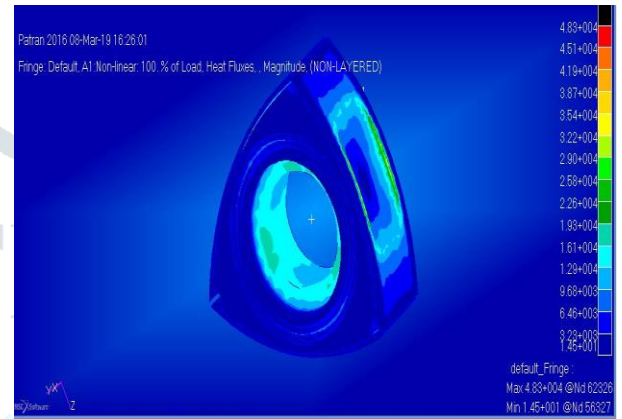 Patran 2016 08-Mar-19 16:26:01
Fringe: Default, A1:Non-linear: 100. % of Load, Heat Fluxes, , Magnitude, (NON-LAYERED)
4.83+004
4.51+004
4.19+004
3.87+004
3.54+004
3.22+004
2.90+004
2.58+004
2.26+004
1.93+004
1.61+004
1.29+004
9.68+003
6.46+003
3.23+003
1.45+001
default_Fringe :
Max 4.83+004 @Nd 62326
Min 1.45+001 @Nd 56327
Y X
Z